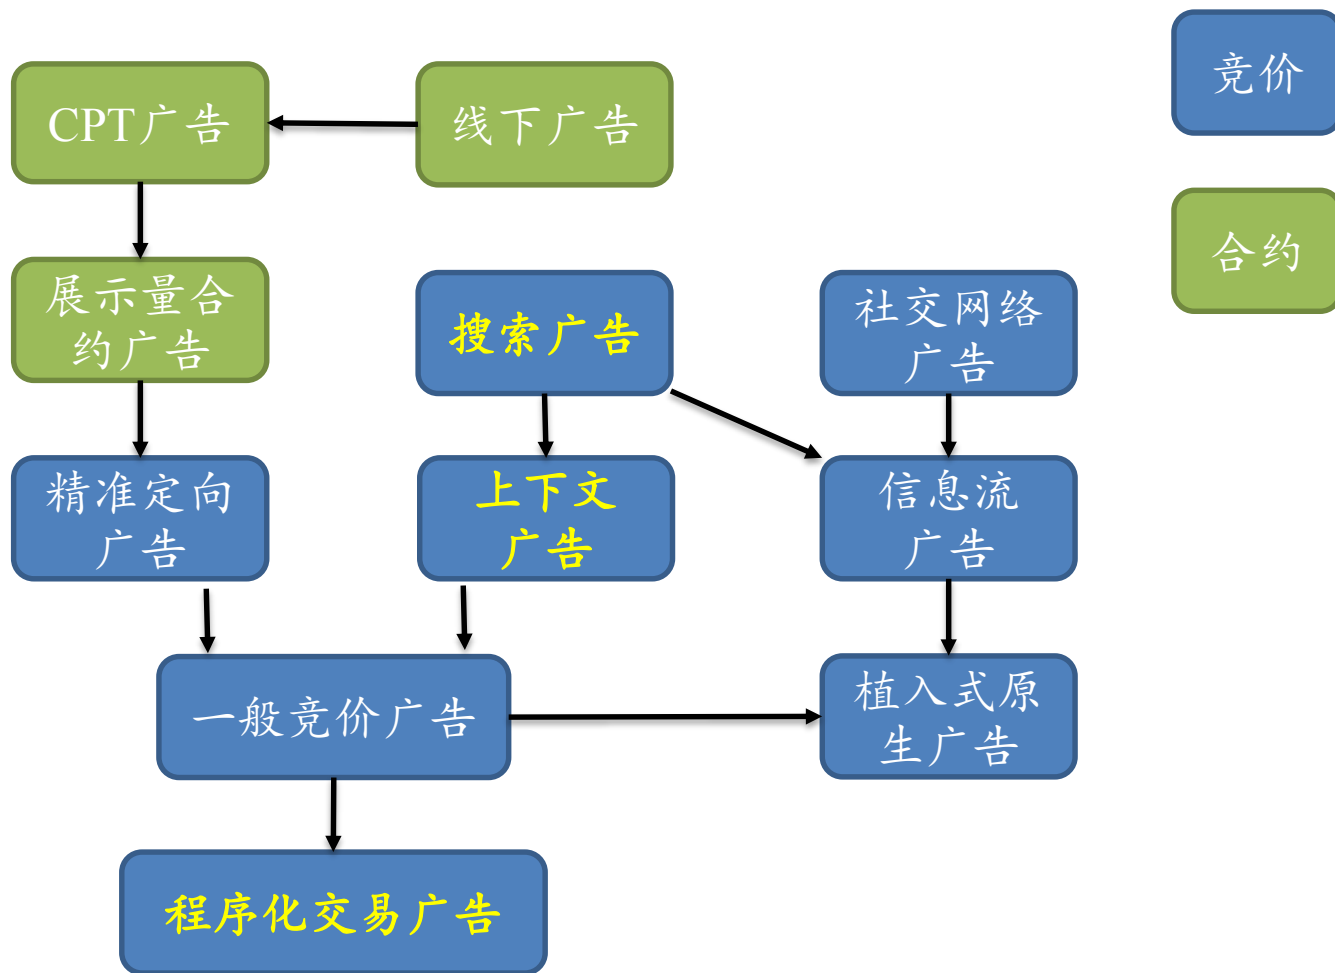 竞价
CPT广告
线下广告
合约
展示量合
约广告
搜索广告
社交网络
广告
精准定向
广告
上下文
广告
信息流
广告
一般竞价广告
植入式原
生广告
程序化交易广告